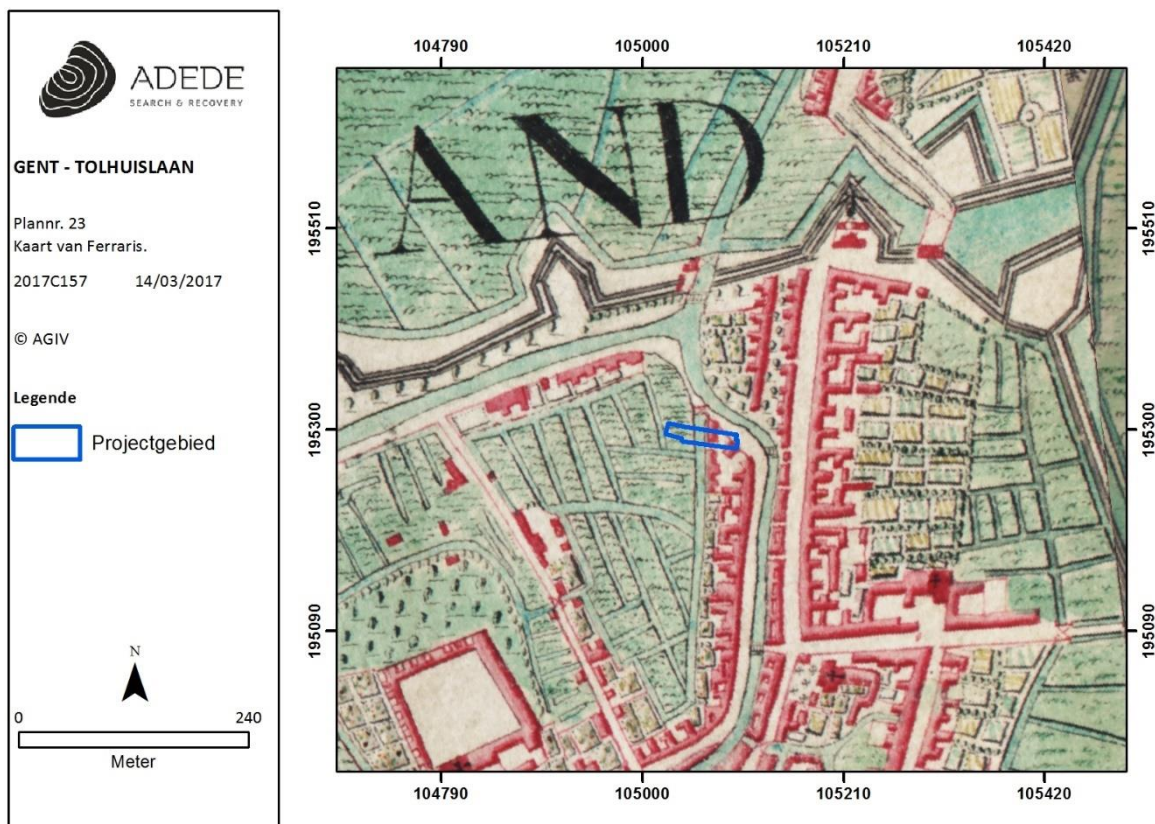 ADEDE
SEARCH & RECOVERY
GENT - TOLHUISLAAN
Plannr. 23
Kaart van Ferraris.
2017C157 14/03/2017
© AGIV
Legende
Projectgebied
N
0 240
Meter
104790 105000 105210 105420
195510 195510
AND
195300 195300
195090 195090
104790 105000 105210 105420